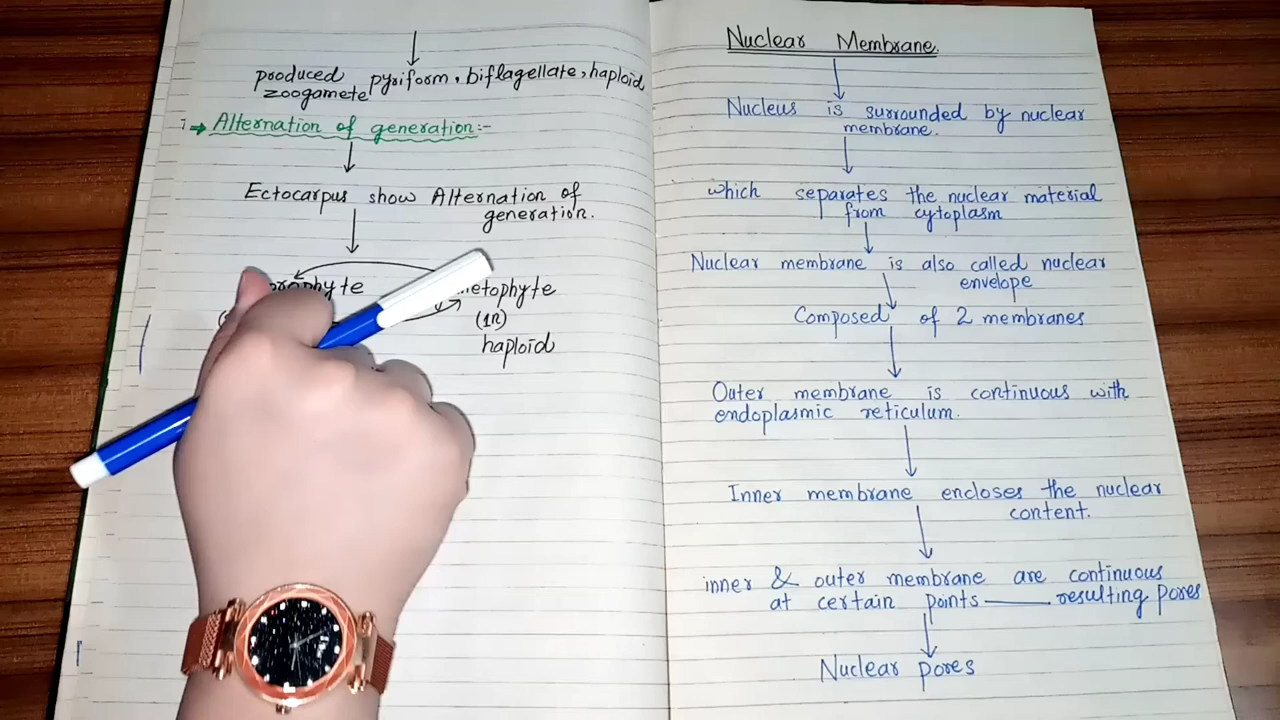 produced pyriform, biflagellate, haploid
zoogamete
7 → Alternation of generation:-
Ectocarpus show Alternation of
generation.
(1n)
haploid
Nuclear Membrane.
Nucleus is surrounded by nuclear
membrane.
which separates the nuclear material
from cytoplasm
Nuclear membrane is also called nuclear
envelope
Composed of 2 membranes
Outer membrane is continuous with
endoplasmic reticulum.
Inner membrane encloses the nuclear
content.
inner & outer membrane are continuous
at certain points — resulting pores
Nuclear pores